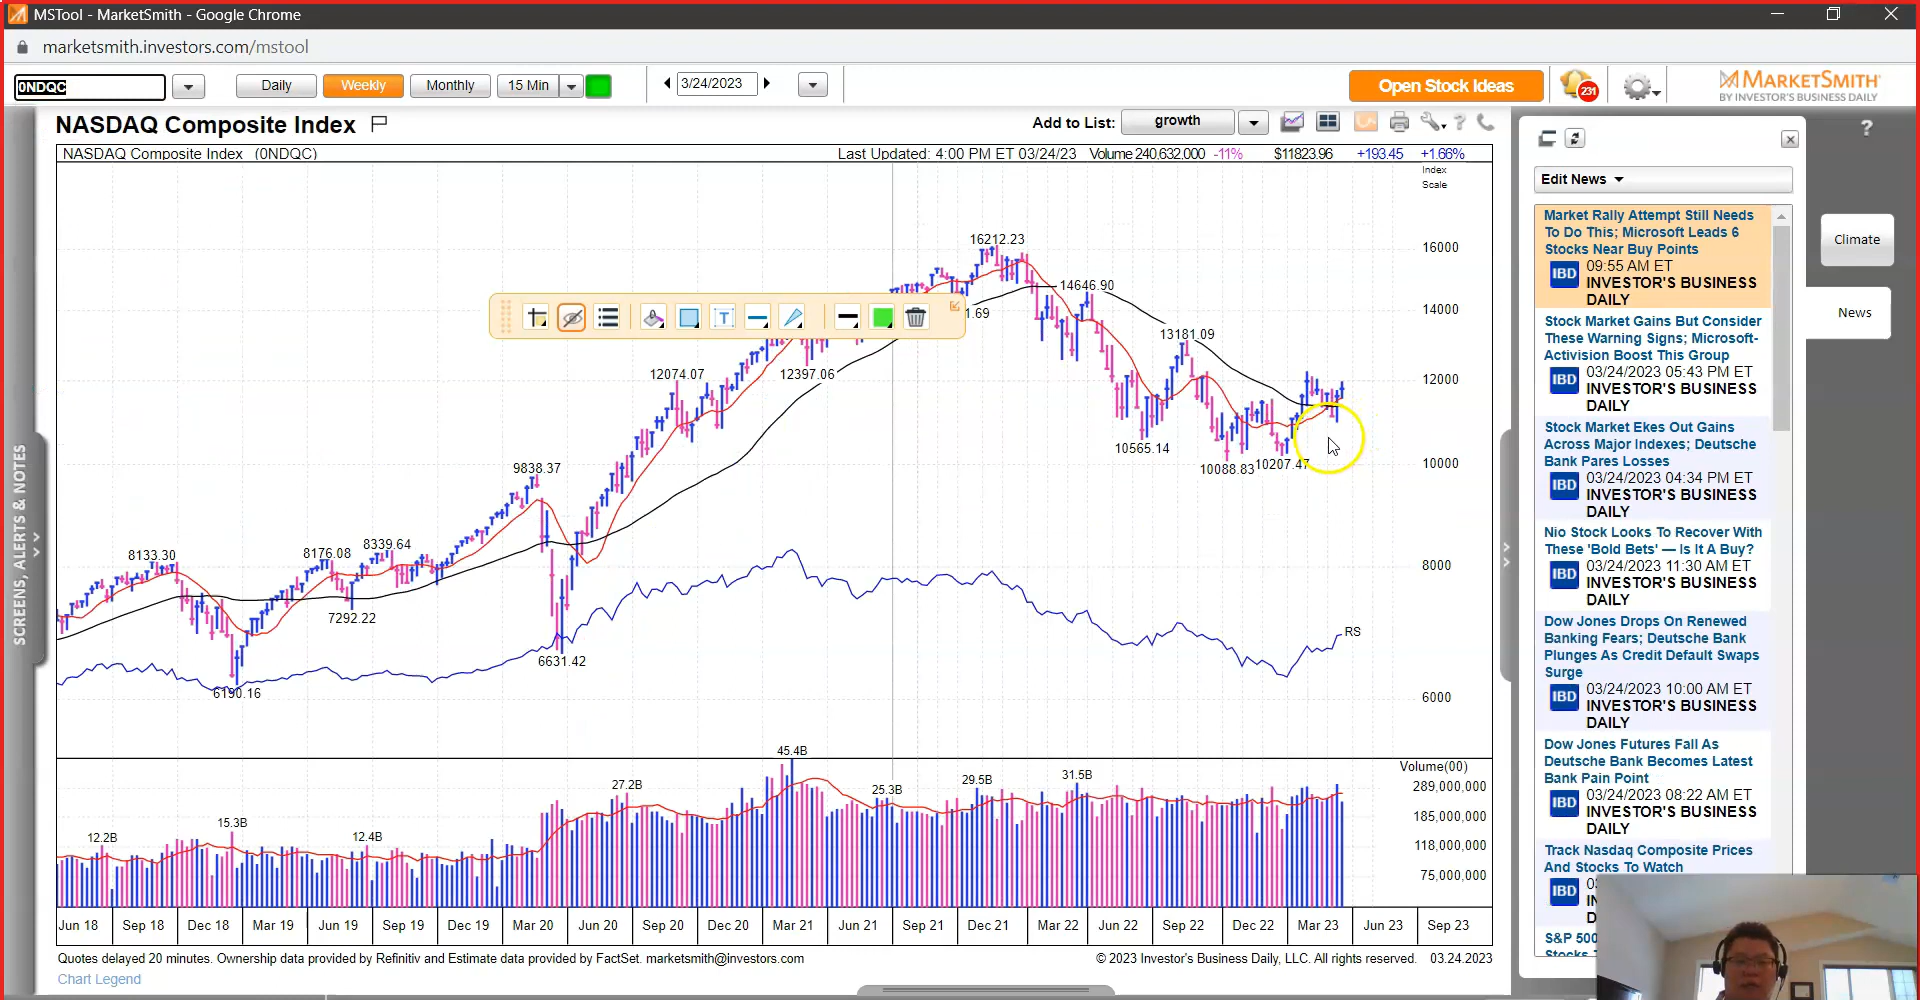 MSTool - MarketSmith - Google Chrome
marketsmith.investors.com/mstool
0NDQC
Daily
Weekly
Monthly
15 Min
3/24/2023
Open Stock Ideas
231
MARKETSMITH
BY INVESTOR'S BUSINESS DAILY
NASDAQ Composite Index
Add to List:
growth
NASDAQ Composite Index (0NDQC)
Last Updated: 4:00 PM ET 03/24/23 Volume 240,632,000 -11% $11823.96 +193.45 +1.66%
Index
Scale
16212.23
16000
14646.90
1.69
14000
13181.09
12074.07
12397.06
12000
10565.14
10088.83
10207.47
10000
9838.37
8133.30
8176.08
8339.64
8000
7292.22
6631.42
RS
6190.16
6000
45.4B
Volume(00)
31.5B
29.5B
27.2B
25.3B
289,000,000
15.3B
185,000,000
12.2B
12.4B
118,000,000
75,000,000
Jun 18 Sep 18 Dec 18 Mar 19 Jun 19 Sep 19 Dec 19 Mar 20 Jun 20 Sep 20 Dec 20 Mar 21 Jun 21 Sep 21 Dec 21 Mar 22 Jun 22 Sep 22 Dec 22 Mar 23 Jun 23 Sep 23
Quotes delayed 20 minutes. Ownership data provided by Refinitiv and Estimate data provided by FactSet. marketsmith@investors.com
© 2023 Investor's Business Daily, LLC. All rights reserved. 03.24.2023
Chart Legend
SCREENS, ALERTS & NOTES
?
Climate
News
Edit News
Market Rally Attempt Still Needs
To Do This; Microsoft Leads 6
Stocks Near Buy Points
IBD
09:55 AM ET
INVESTOR'S BUSINESS
DAILY
Stock Market Gains But Consider
These Warning Signs; Microsoft-
Activision Boost This Group
IBD
03/24/2023 05:43 PM ET
INVESTOR'S BUSINESS
DAILY
Stock Market Ekes Out Gains
Across Major Indexes; Deutsche
Bank Pares Losses
IBD
03/24/2023 04:34 PM ET
INVESTOR'S BUSINESS
DAILY
Nio Stock Looks To Recover With
These 'Bold Bets' — Is It A Buy?
IBD
03/24/2023 11:30 AM ET
INVESTOR'S BUSINESS
DAILY
Dow Jones Drops On Renewed
Banking Fears; Deutsche Bank
Plunges As Credit Default Swaps
Surge
IBD
03/24/2023 10:00 AM ET
INVESTOR'S BUSINESS
DAILY
Dow Jones Futures Fall As
Deutsche Bank Becomes Latest
Bank Pain Point
IBD
03/24/2023 08:22 AM ET
INVESTOR'S BUSINESS
DAILY
Track Nasdaq Composite Prices
And Stocks To Watch
IBD
S&P 500